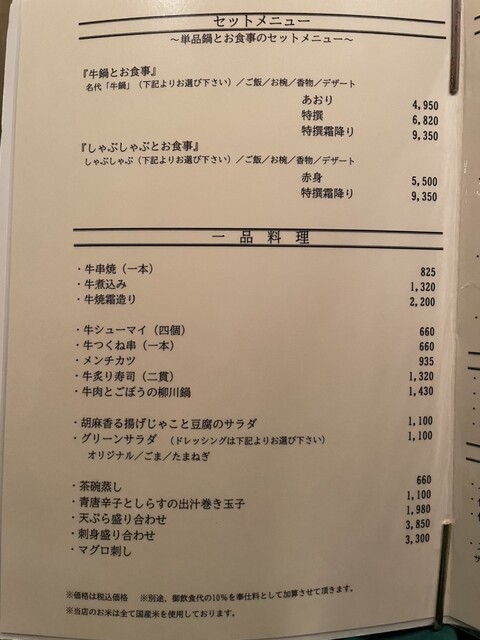 セットメニュー
～単品鍋とお食事のセットメニュー～
『牛鍋とお食事』
名代「牛鍋」（下記よりお選び下さい）／ご飯／お椀／香物／デザート
あおり 4,950
特撰 6,820
特撰霜降り 9,350
『しゃぶしゃぶとお食事』
しゃぶしゃぶ（下記よりお選び下さい）／ご飯／お椀／香物／デザート
赤身 5,500
特撰霜降り 9,350
一品料理
・牛串焼（一本） 825
・牛煮込み 1,320
・牛焼霜造り 2,200
・牛シューマイ（四個） 660
・牛つくね串（一本） 660
・メンチカツ 935
・牛炙り寿司（二貫） 1,320
・牛肉とごぼうの柳川鍋 1,430
・胡麻香る揚げじゃこと豆腐のサラダ 1,100
・グリーンサラダ （ドレッシングは下記よりお選び下さい） 1,100
オリジナル／ごま／たまねぎ
・茶碗蒸し 660
・青唐辛子としらすの出汁巻き玉子 1,100
・天ぷら盛り合わせ 1,980
・刺身盛り合わせ 3,850
・マグロ刺し 3,300
※価格は税込価格 ※別途、御飲食代の10%を奉仕料として加算させて頂きます。
※当店のお米は全て国産米を使用しております。